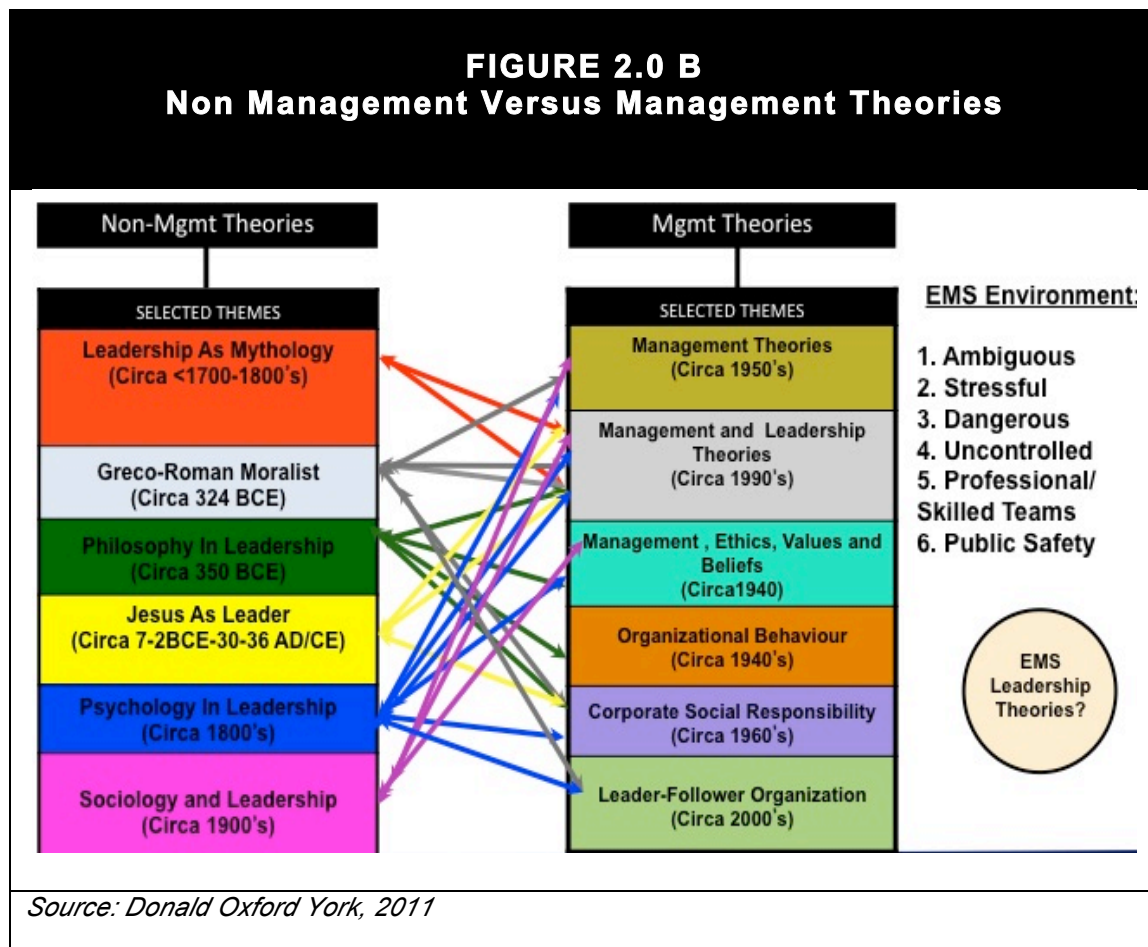 FIGURE 2.0 B
Non Management Versus Management Theories
Non-Mgmt Theories
SELECTED THEMES
Leadership As Mythology
(Circa <1700-1800's)
Greco-Roman Moralist
(Circa 324 BCE)
Philosophy In Leadership
(Circa 350 BCE)
Jesus As Leader
(Circa 7-2BCE-30-36 AD/CE)
Psychology In Leadership
(Circa 1800's)
Sociology and Leadership
(Circa 1900's)
Mgmt Theories
SELECTED THEMES
Management Theories
(Circa 1950's)
Management and Leadership
Theories
(Circa 1990's)
Management , Ethics, Values and
Beliefs
(Circa1940)
Organizational Behaviour
(Circa 1940's)
Corporate Social Responsibility
(Circa 1960's)
Leader-Follower Organization
(Circa 2000's)
EMS Environment:
1. Ambiguous
2. Stressful
3. Dangerous
4. Uncontrolled
5. Professional/
Skilled Teams
6. Public Safety
EMS
Leadership
Theories?
Source: Donald Oxford York, 2011